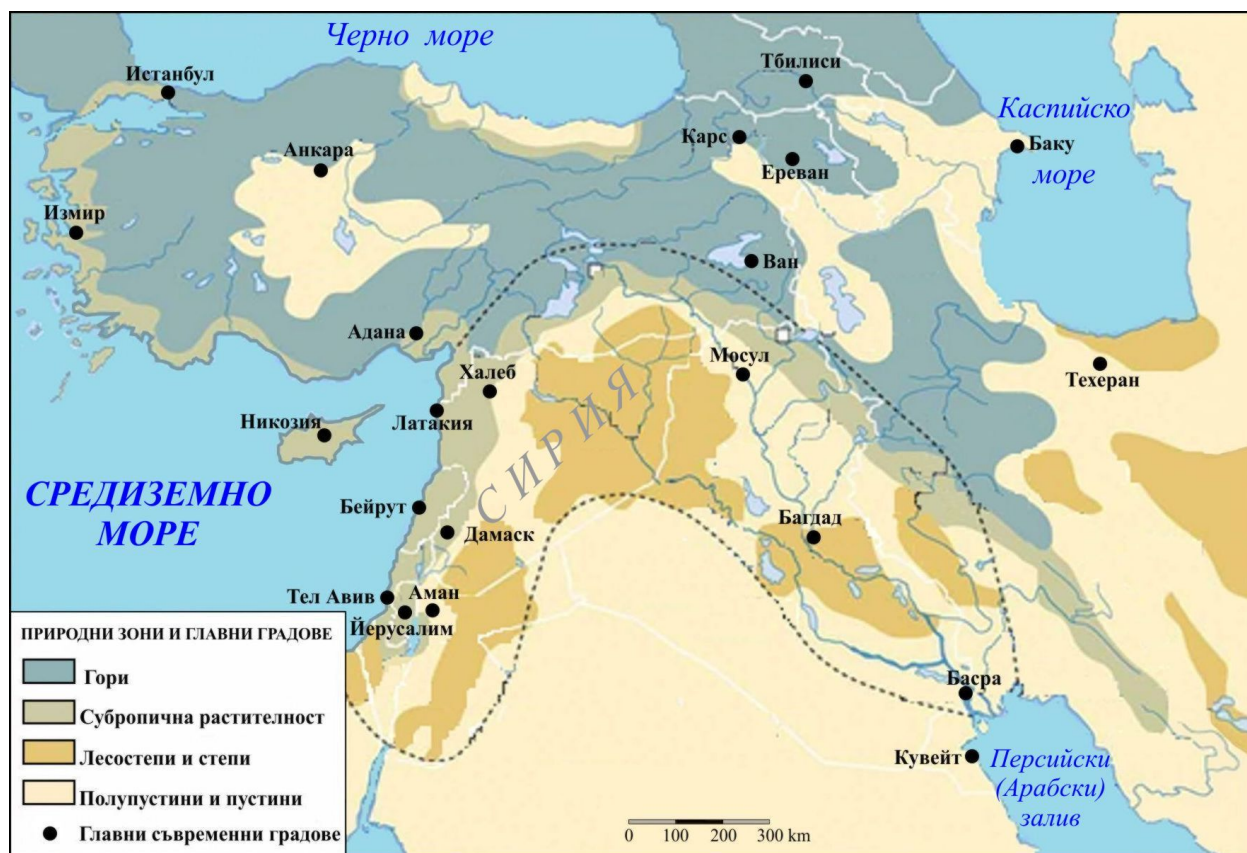 Черно море
Истанбул
Тбилиси
Каспийско
море
Карс
Баку
Анкара
Ереван
Измир
Ван
Адана
Мосул
Халеб
Техеран
СИРИЯ
Никозия
Латакия
СРЕДИЗЕМНО
МОРЕ
Бейрут
Багдад
Дамаск
Тел Авив
Аман
Йерусалим
Басра
Кувейт
Персийски
(Арабски)
залив
ПРИРОДНИ ЗОНИ И ГЛАВНИ ГРАДОВЕ
Гори
Субропична растителност
Лесостепи и степи
Полупустини и пустини
Главни съвременни градове
0 100 200 300 km